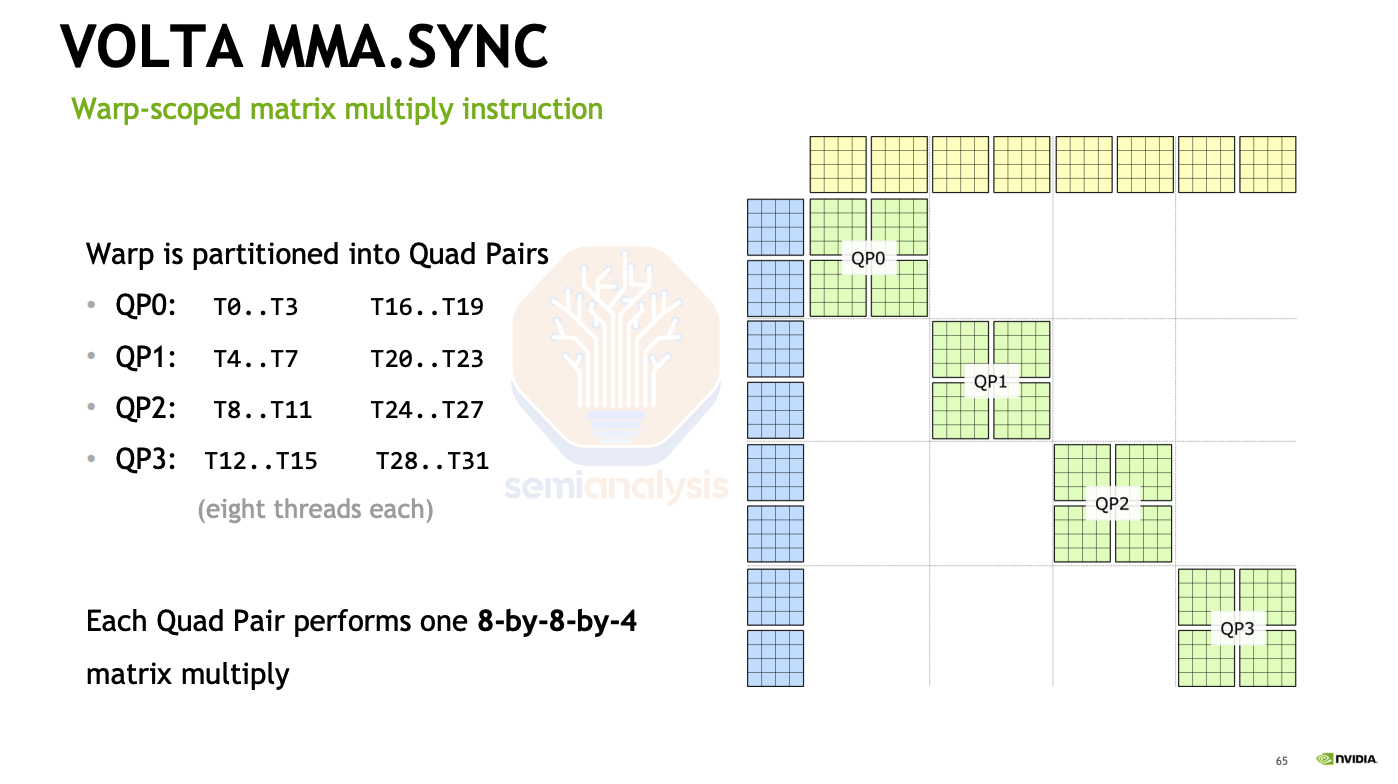 VOLTA MMA.SYNC
Warp-scoped matrix multiply instruction
Warp is partitioned into Quad Pairs
• QP0: T0..T3 T16..T19
• QP1: T4..T7 T20..T23
• QP2: T8..T11 T24..T27
• QP3: T12..T15 T28..T31
(eight threads each)
Each Quad Pair performs one 8-by-8-by-4
matrix multiply
QP0
QP1
QP2
QP3
semianalysis
65
NVIDIA.